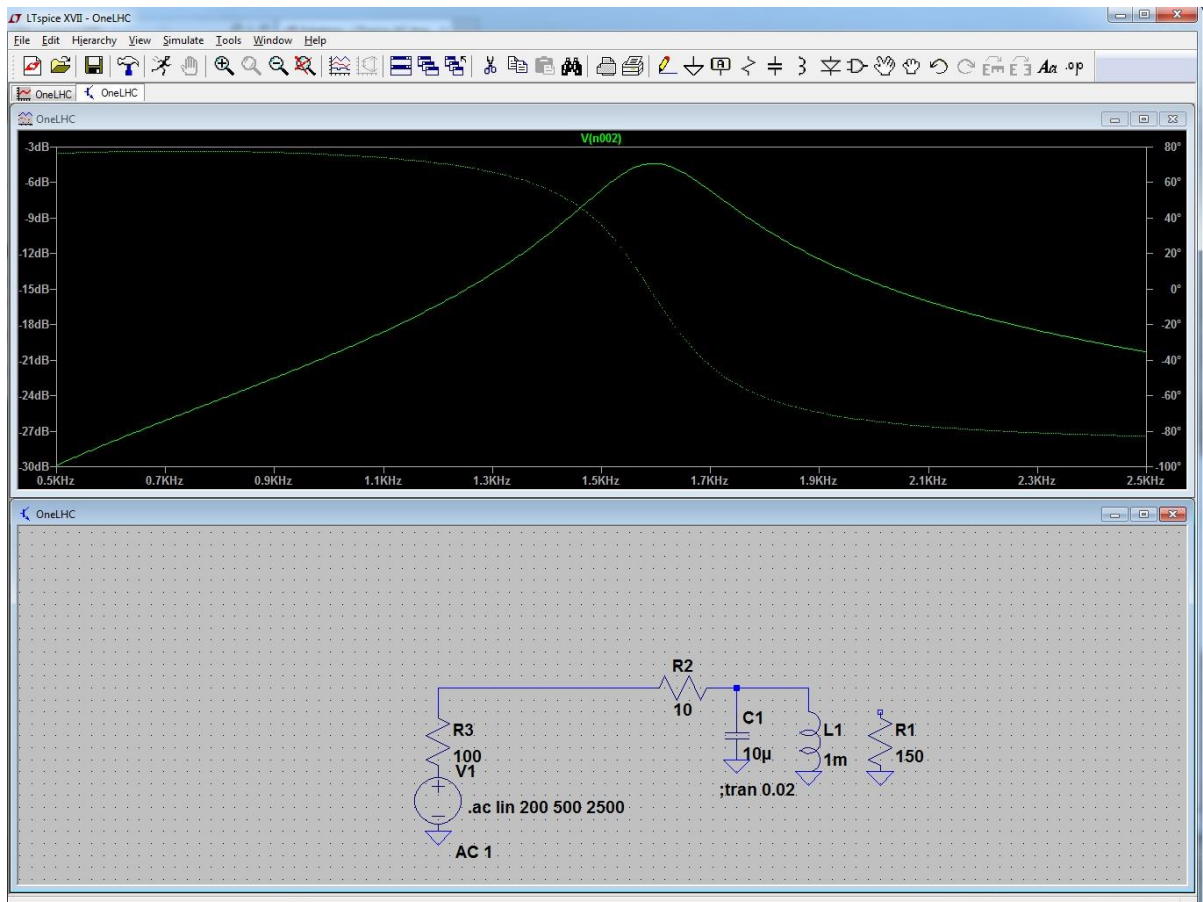 LTspice XVII - OneLHC
File Edit Hierarchy View Simulate Tools Window Help
Aa .op
OneLHC OneLHC
OneLHC
V(n002)
-3dB 80°
-6dB 60°
-9dB 40°
-12dB 20°
-15dB 0°
-18dB -20°
-21dB -40°
-24dB -60°
-27dB -80°
-30dB -100°
0.5KHz 0.7KHz 0.9KHz 1.1KHz 1.3KHz 1.5KHz 1.7KHz 1.9KHz 2.1KHz 2.3KHz 2.5KHz
OneLHC
R2
10
C1
10µ
L1
1m
R1
150
R3
100
V1
;tran 0.02
.ac lin 200 500 2500
AC 1